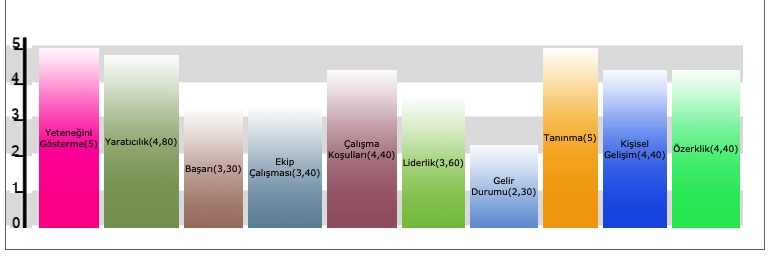 5
4
3
2
1
0
Yeteneğini
Gösterme(5)
Yaratıcılık(4,80)
Başarı(3,30)
Ekip
Çalışması(3,40)
Çalışma
Koşulları(4,40)
Liderlik(3,60)
Gelir
Durumu(2,30)
Tanınma(5)
Kişisel
Gelişim(4,40)
Özerklik(4,40)